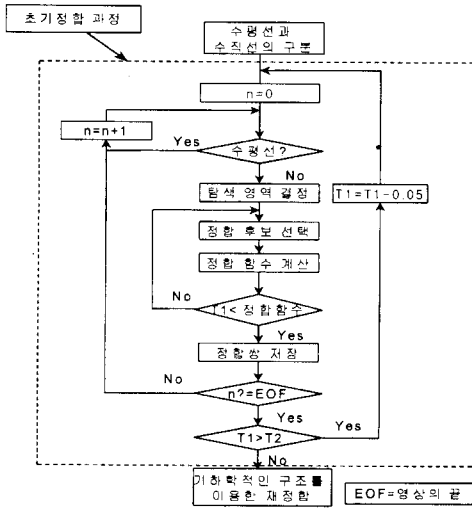 초기정합 과정
수평선과
수직선의 구분
n=0
n=n+1
Yes
수평선?
No
탐색 영역 결정
T1=T1-0.05
정합 후보 선택
정합 함수 계산
No
T1<정합함수
Yes
정합쌍 저장
No
n?=EOF
Yes
Yes
T1>T2
No
기하학적인 구조를
이용한 재정합
EOF=영상의 끝